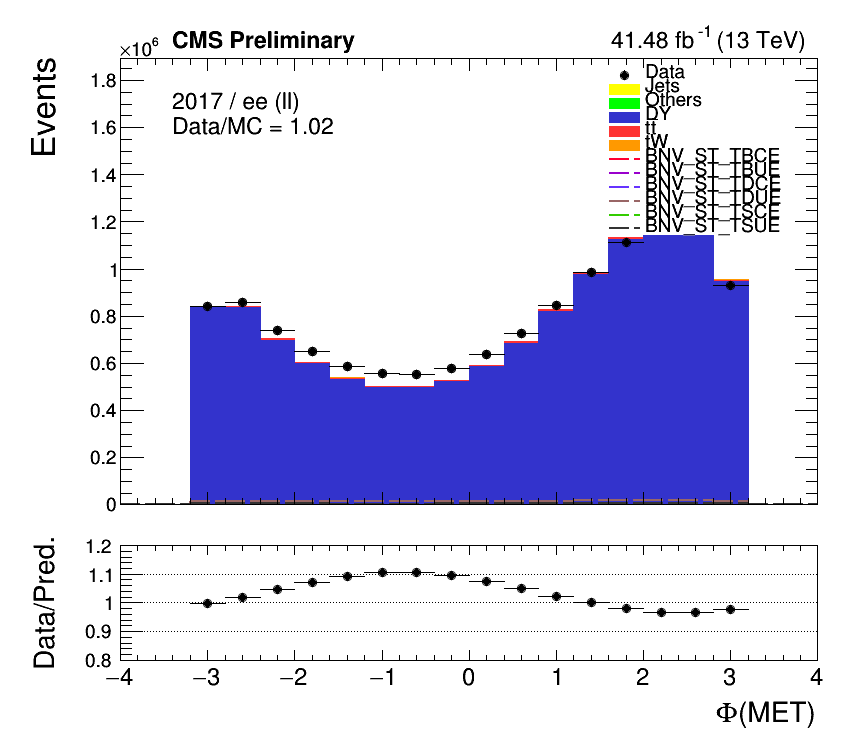 ×10⁶ CMS Preliminary 41.48 fb⁻¹ (13 TeV)
Events
2017 / ee (ll)
Data/MC = 1.02
Data
Jets
Others
DY
tt
tW
BNV_ST_TBCE
BNV_ST_TBUE
BNV_ST_TDCE
BNV_ST_TDUE
BNV_ST_TSCE
BNV_ST_TSUE
1.8
1.6
1.4
1.2
1
0.8
0.6
0.4
0.2
0
Data/Pred.
1.2
1.1
1
0.9
0.8
−4 −3 −2 −1 0 1 2 3 4
Φ(MET)